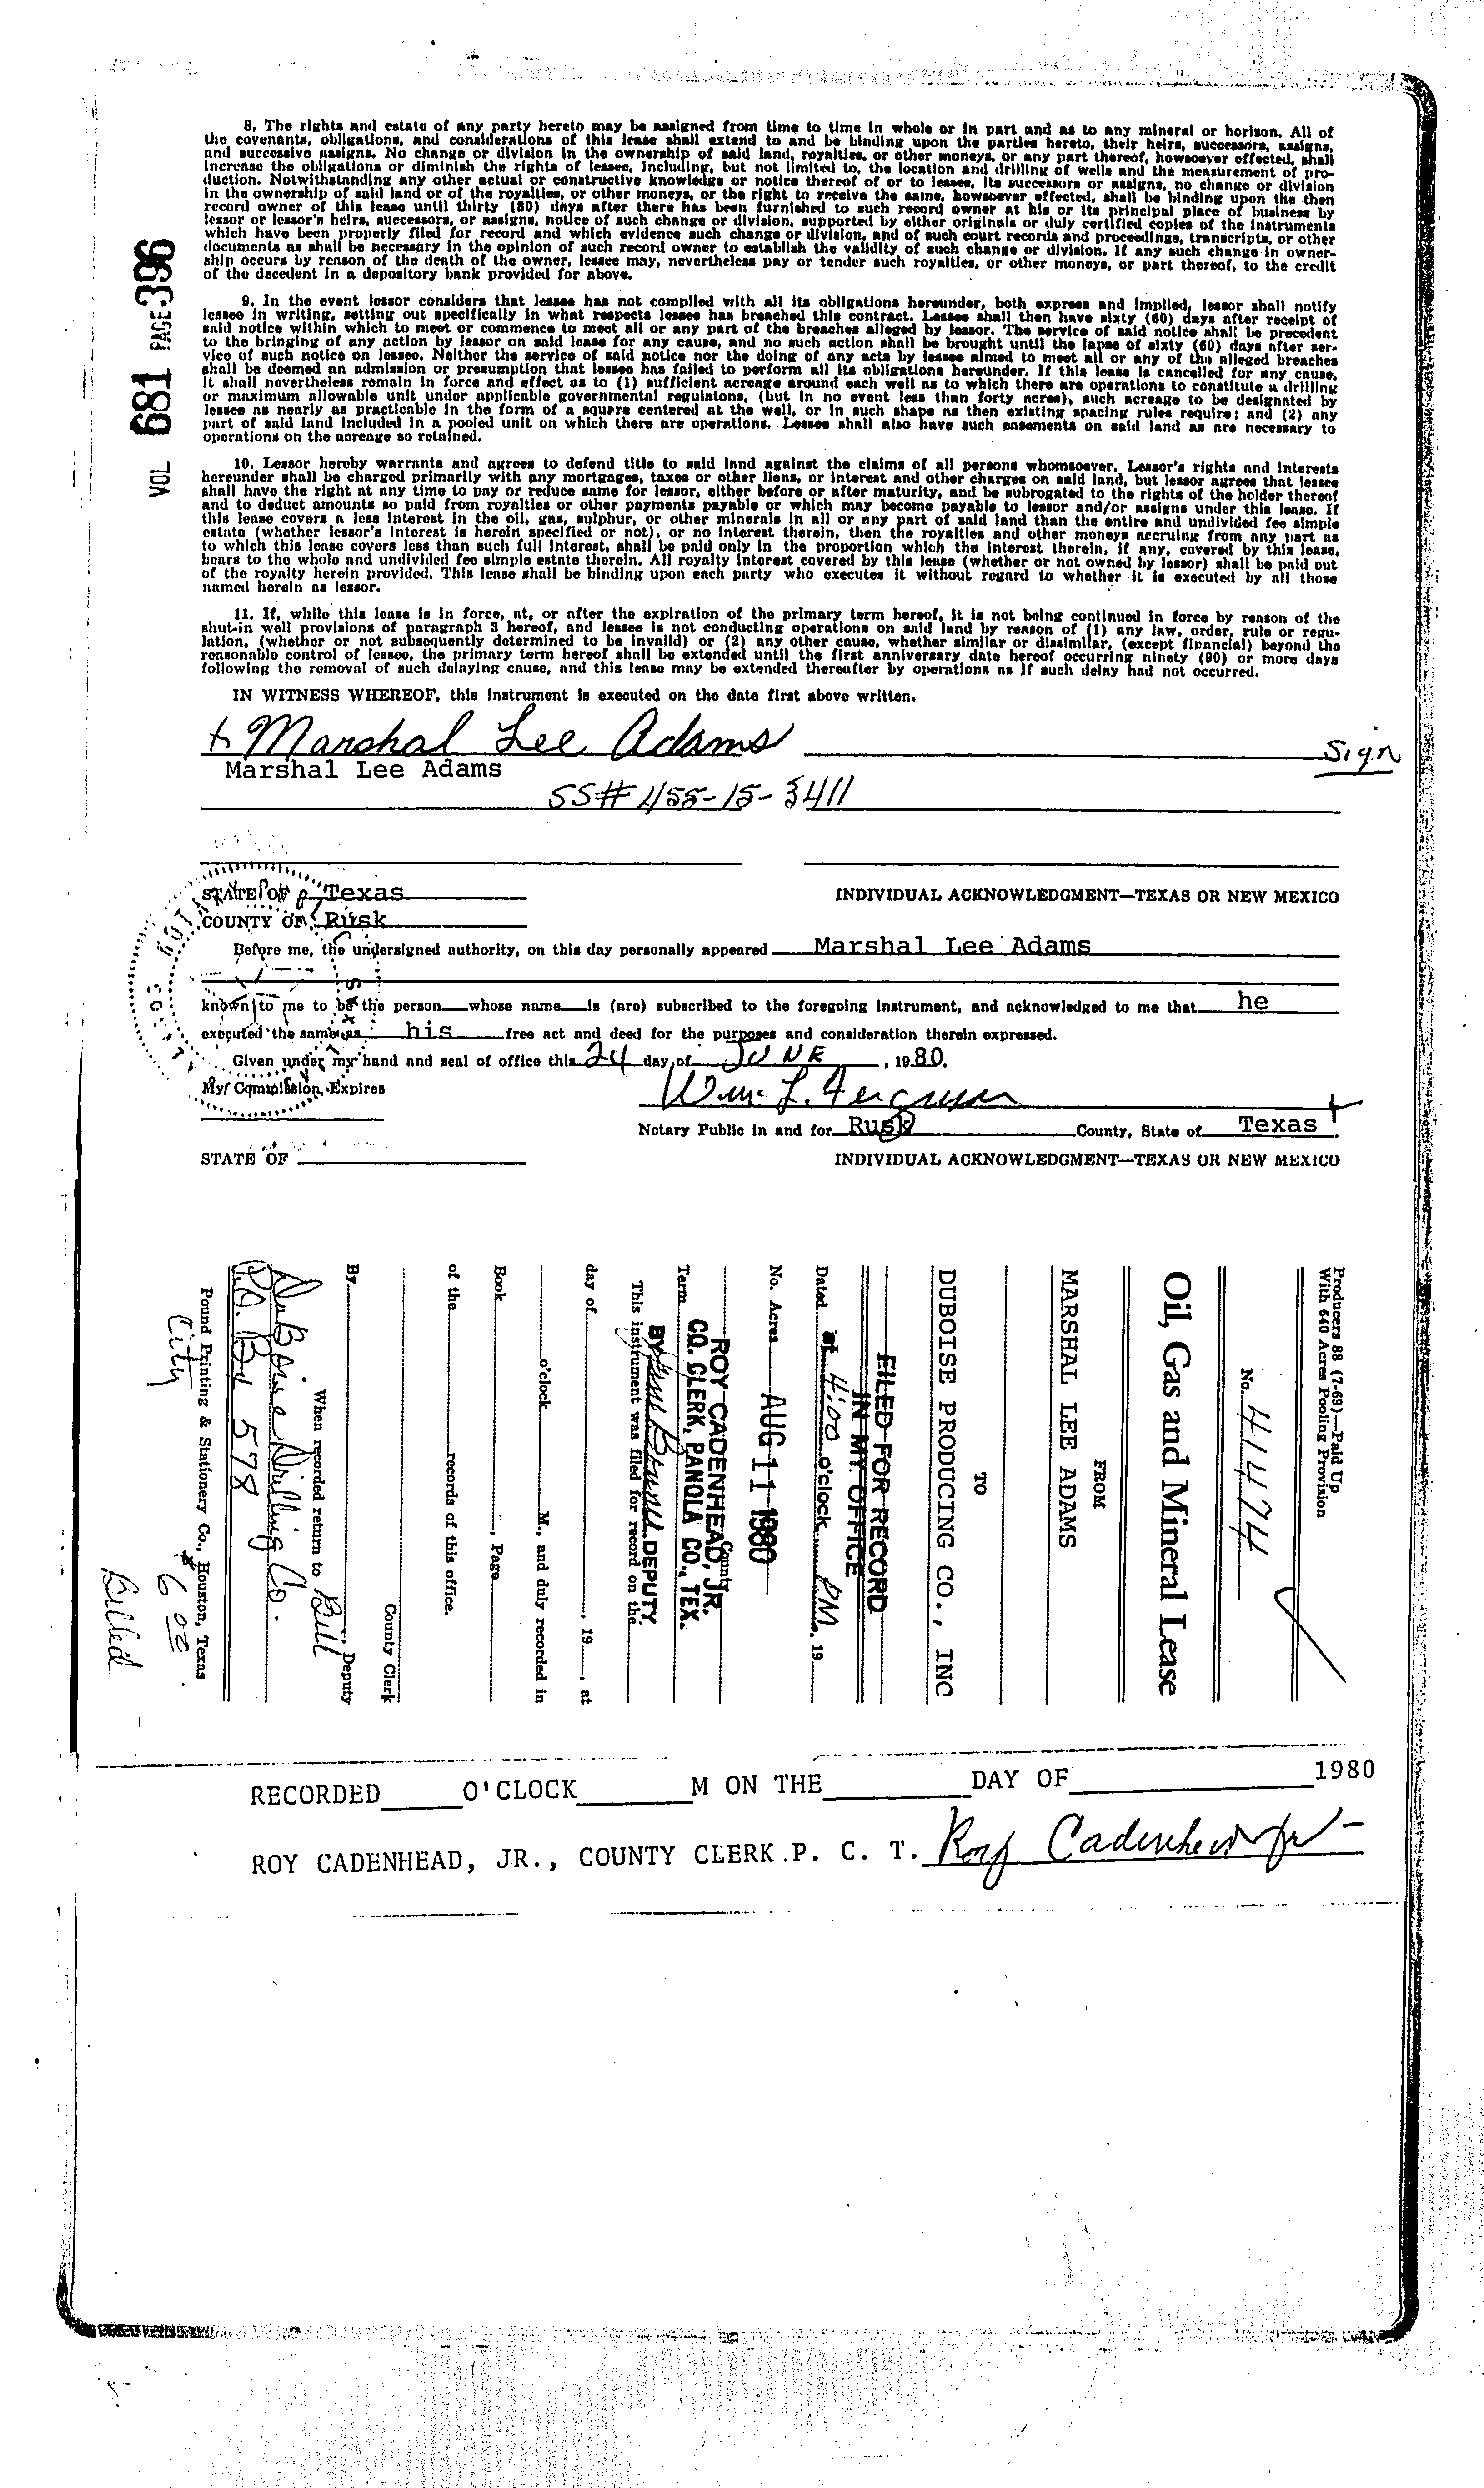 VOL 681 PAGE 396
8. The rights and estate of any party hereto may be assigned from time to time in whole or in part and as to any mineral or horizon. All of
the covenants, obligations, and considerations of this lease shall extend to and be binding upon the parties hereto, their heirs, successors, assigns,
and successive assigns. No change or division in the ownership of said land, royalties, or other moneys, or any part thereof, howsoever effected, shall
increase the obligations or diminish the rights of lessee, including, but not limited to, the location and drilling of wells and the measurement of pro-
duction. Notwithstanding any other actual or constructive knowledge or notice thereof of or to lessee, its successors or assigns, no change or division
in the ownership of said land or of the royalties, or other moneys, or the right to receive the same, howsoever effected, shall be binding upon the then
record owner of this lease until thirty (30) days after there has been furnished to such record owner at his or its principal place of business by
lessor or lessor's heirs, successors, or assigns, notice of such change or division, supported by either originals or duly certified copies of the instruments
which have been properly filed for record and which evidence such change or division, and of such court records and proceedings, transcripts, or other
documents as shall be necessary in the opinion of such record owner to establish the validity of such change or division. If any such change in owner-
ship occurs by reason of the death of the owner, lessee may, nevertheless pay or tender such royalties, or other moneys, or part thereof, to the credit
of the decedent in a depository bank provided for above.
9. In the event lessor considers that lessee has not complied with all its obligations hereunder, both express and implied, lessor shall notify
lessee in writing, setting out specifically in what respects lessee has breached this contract. Lessee shall then have sixty (60) days after receipt of
said notice within which to meet or commence to meet all or any part of the breaches alleged by lessor. The service of said notice shall be precedent
to the bringing of any action by lessor on said lease for any cause, and no such action shall be brought until the lapse of sixty (60) days after ser-
vice of such notice on lessee. Neither the service of said notice nor the doing of any acts by lessee aimed to meet all or any of the alleged breaches
shall be deemed an admission or presumption that lessee has failed to perform all its obligations hereunder. If this lease is cancelled for any cause,
it shall nevertheless remain in force and effect as to (1) sufficient acreage around each well as to which there are operations to constitute a drilling
or maximum allowable unit under applicable governmental regulatons, (but in no event less than forty acres), such acreage to be designated by
lessee as nearly as practicable in the form of a square centered at the well, or in such shape as then existing spacing rules require; and (2) any
part of said land included in a pooled unit on which there are operations. Lessee shall also have such easements on said land as are necessary to
operations on the acreage so retained.
10. Lessor hereby warrants and agrees to defend title to said land against the claims of all persons whomsoever. Lessor's rights and interests
hereunder shall be charged primarily with any mortgages, taxes or other liens, or interest and other charges on said land, but lessor agrees that lessee
shall have the right at any time to pay or reduce same for lessor, either before or after maturity, and be subrogated to the rights of the holder thereof
and to deduct amounts so paid from royalties or other payments payable or which may become payable to lessor and/or assigns under this lease. If
this lease covers a less interest in the oil, gas, sulphur, or other minerals in all or any part of said land than the entire and undivided fee simple
estate (whether lessor's interest is herein specified or not), or no interest therein, then the royalties and other moneys accruing from any part as
to which this lease covers less than such full interest, shall be paid only in the proportion which the interest therein, if any, covered by this lease,
bears to the whole and undivided fee simple estate therein. All royalty interest covered by this lease (whether or not owned by lessor) shall be paid out
of the royalty herein provided. This lease shall be binding upon each party who executes it without regard to whether it is executed by all those
named herein as lessor.
11. If, while this lease is in force, at, or after the expiration of the primary term hereof, it is not being continued in force by reason of the
shut-in well provisions of paragraph 3 hereof, and lessee is not conducting operations on said land by reason of (1) any law, order, rule or regu-
lation, (whether or not subsequently determined to be invalid) or (2) any other cause, whether similar or dissimilar, (except financial) beyond the
reasonable control of lessee, the primary term hereof shall be extended until the first anniversary date hereof occurring ninety (90) or more days
following the removal of such delaying cause, and this lease may be extended thereafter by operations as if such delay had not occurred.
IN WITNESS WHEREOF, this instrument is executed on the date first above written.
Marshal Lee Adams Sign
Marshal Lee Adams
SS# 455-15-3411
STATE OF Texas INDIVIDUAL ACKNOWLEDGMENT—TEXAS OR NEW MEXICO
COUNTY OF Rusk
Before me, the undersigned authority, on this day personally appeared Marshal Lee Adams
known to me to be the person whose name is (are) subscribed to the foregoing instrument, and acknowledged to me that he
executed the same as his free act and deed for the purposes and consideration therein expressed.
Given under my hand and seal of office this 24 day of JUNE, 1980.
My Commission Expires
Wm. L. Ferguson
Notary Public in and for Rusk County, State of Texas.
STATE OF INDIVIDUAL ACKNOWLEDGMENT—TEXAS OR NEW MEXICO
Producers 88 (7-69)—Paid Up
With 640 Acres Pooling Provision
No. 41474
Oil, Gas and Mineral Lease
FROM
MARSHAL LEE ADAMS
TO
DUBOISE PRODUCING CO., INC
FILED FOR RECORD
IN MY OFFICE
Dated at 4:00 o'clock PM. 19
No. Acres AUG 11 1980
County
ROY CADENHEAD, JR.
Term CO. CLERK, PANOLA CO., TEX.
BY DEPUTY
This instrument was filed for record on the
day of , 19 , at
o'clock M., and duly recorded in
Book , Page
of the records of this office.
County Clerk
By , Deputy
When recorded return to Bill
DuBoise Drilling Co.
P.O. Bx 578
City
Pound Printing & Stationery Co., Houston, Texas
$6.00
Billed
RECORDED O'CLOCK M ON THE DAY OF 1980
ROY CADENHEAD, JR., COUNTY CLERK P. C. T. Roy Cadenhead Jr